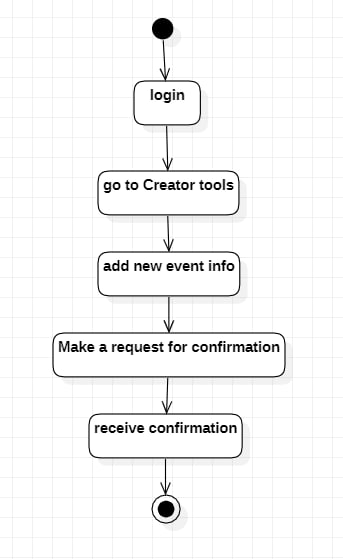 login
go to Creator tools
add new event info
Make a request for confirmation
receive confirmation